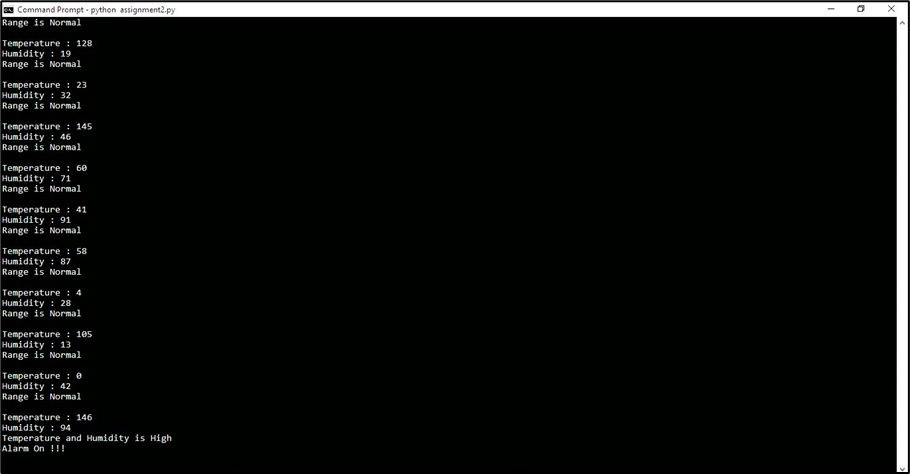 Command Prompt - python  assignment2.py
Range is Normal
Temperature : 128
Humidity : 19
Range is Normal
Temperature : 23
Humidity : 32
Range is Normal
Temperature : 145
Humidity : 46
Range is Normal
Temperature : 60
Humidity : 71
Range is Normal
Temperature : 41
Humidity : 91
Range is Normal
Temperature : 58
Humidity : 87
Range is Normal
Temperature : 4
Humidity : 28
Range is Normal
Temperature : 105
Humidity : 13
Range is Normal
Temperature : 0
Humidity : 42
Range is Normal
Temperature : 146
Humidity : 94
Temperature and Humidity is High
Alarm On !!!